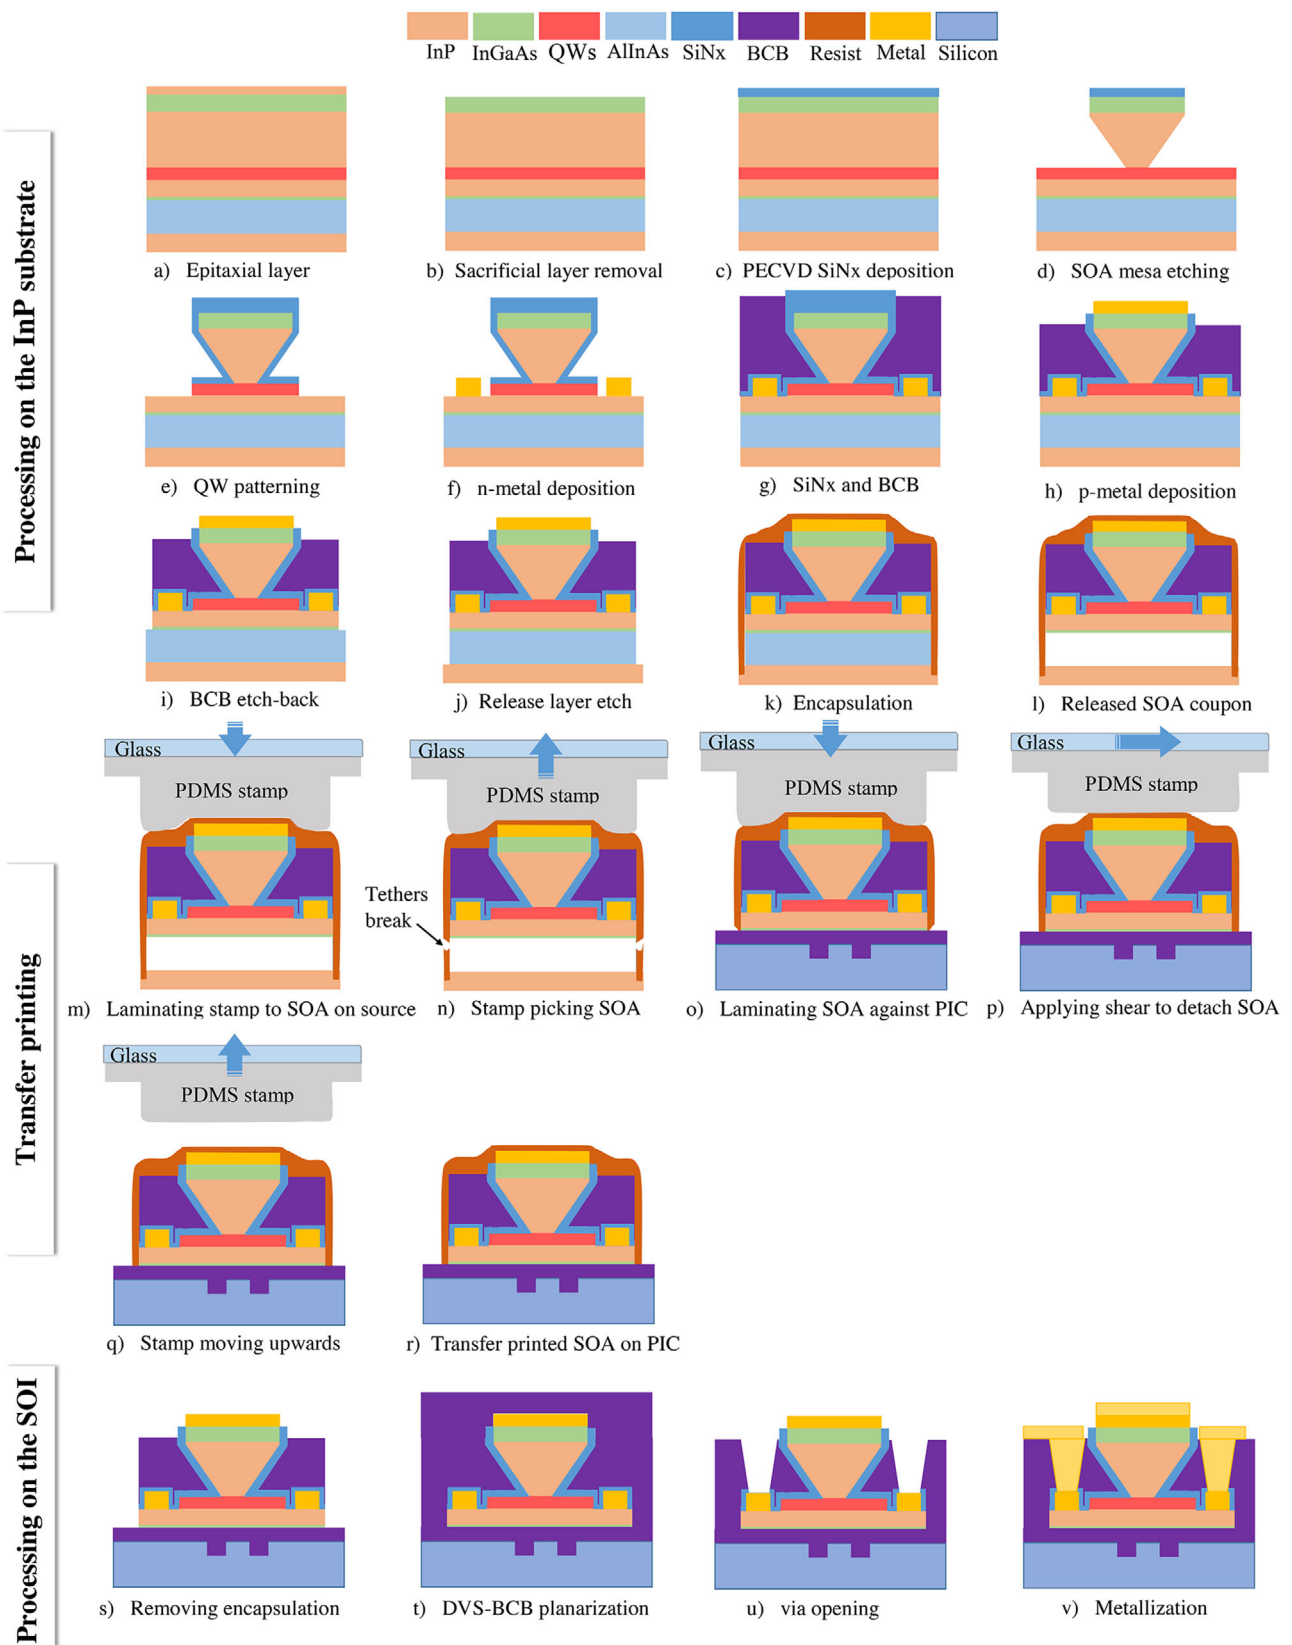 InP InGaAs QWs AlInAs SiNx BCB Resist Metal Silicon
Processing on the InP substrate
a) Epitaxial layer
b) Sacrificial layer removal
c) PECVD SiNx deposition
d) SOA mesa etching
e) QW patterning
f) n-metal deposition
g) SiNx and BCB
h) p-metal deposition
i) BCB etch-back
j) Release layer etch
k) Encapsulation
l) Released SOA coupon
Transfer printing
Glass
PDMS stamp
Glass
PDMS stamp
Glass
PDMS stamp
Glass
PDMS stamp
Tethers
break
m) Laminating stamp to SOA on source
n) Stamp picking SOA
o) Laminating SOA against PIC
p) Applying shear to detach SOA
Glass
PDMS stamp
q) Stamp moving upwards
r) Transfer printed SOA on PIC
Processing on the SOI
s) Removing encapsulation
t) DVS-BCB planarization
u) via opening
v) Metallization